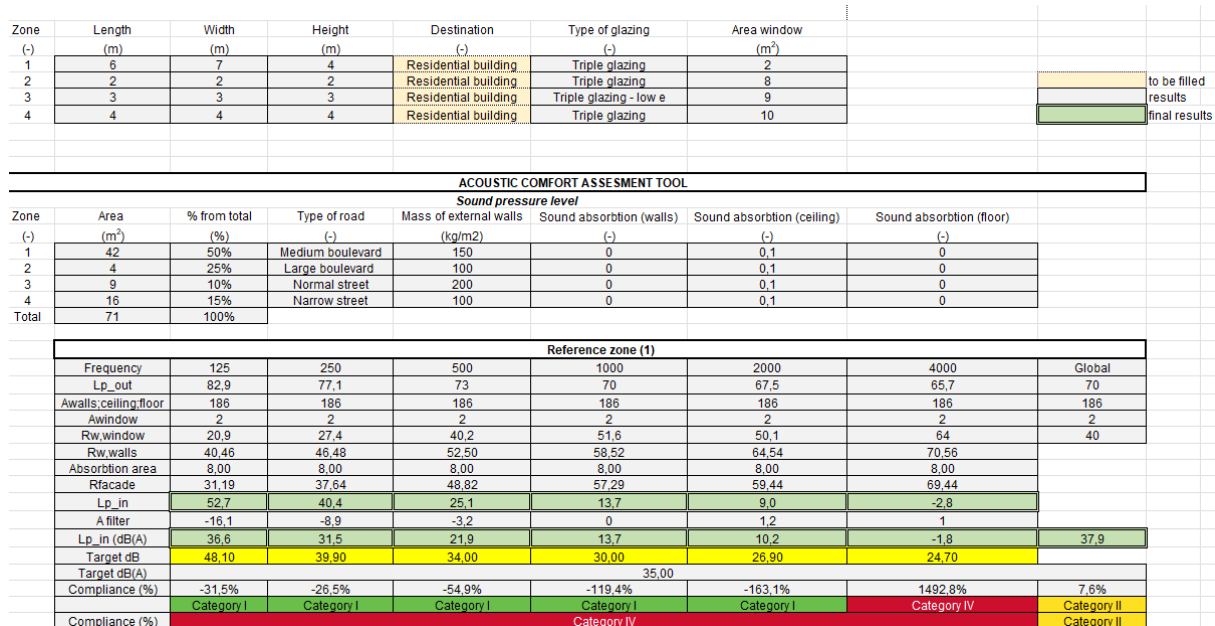 Zone Length Width Height Destination Type of glazing Area window
(-) (m) (m) (m) (-) (-) (m²)
1 6 7 4 Residential building Triple glazing 2
2 2 2 2 Residential building Triple glazing 8 to be filled
3 3 3 3 Residential building Triple glazing - low e 9 results
4 4 4 4 Residential building Triple glazing 10 final results
ACOUSTIC COMFORT ASSESMENT TOOL
Sound pressure level
Zone Area % from total Type of road Mass of external walls Sound absorbtion (walls) Sound absorbtion (ceiling) Sound absorbtion (floor)
(-) (m²) (%) (-) (kg/m2) (-) (-) (-)
1 42 50% Medium boulevard 150 0 0,1 0
2 4 25% Large boulevard 100 0 0,1 0
3 9 10% Normal street 200 0 0,1 0
4 16 15% Narrow street 100 0 0,1 0
Total 71 100%
Reference zone (1)
Frequency 125 250 500 1000 2000 4000 Global
Lp_out 82,9 77,1 73 70 67,5 65,7 70
Awalls;ceiling;floor 186 186 186 186 186 186 186
Awindow 2 2 2 2 2 2 2
Rw,window 20,9 27,4 40,2 51,6 50,1 64 40
Rw,walls 40,46 46,48 52,50 58,52 64,54 70,56
Absorbtion area 8,00 8,00 8,00 8,00 8,00 8,00
Rfacade 31,19 37,64 48,82 57,29 59,44 69,44
Lp_in 52,7 40,4 25,1 13,7 9,0 -2,8
A filter -16,1 -8,9 -3,2 0 1,2 1
Lp_in (dB(A) 36,6 31,5 21,9 13,7 10,2 -1,8 37,9
Target dB 48,10 39,90 34,00 30,00 26,90 24,70
Target dB(A) 35,00
Compliance (%) -31,5% -26,5% -54,9% -119,4% -163,1% 1492,8% 7,6%
Category I Category I Category I Category I Category I Category IV Category II
Compliance (%) Category IV Category II